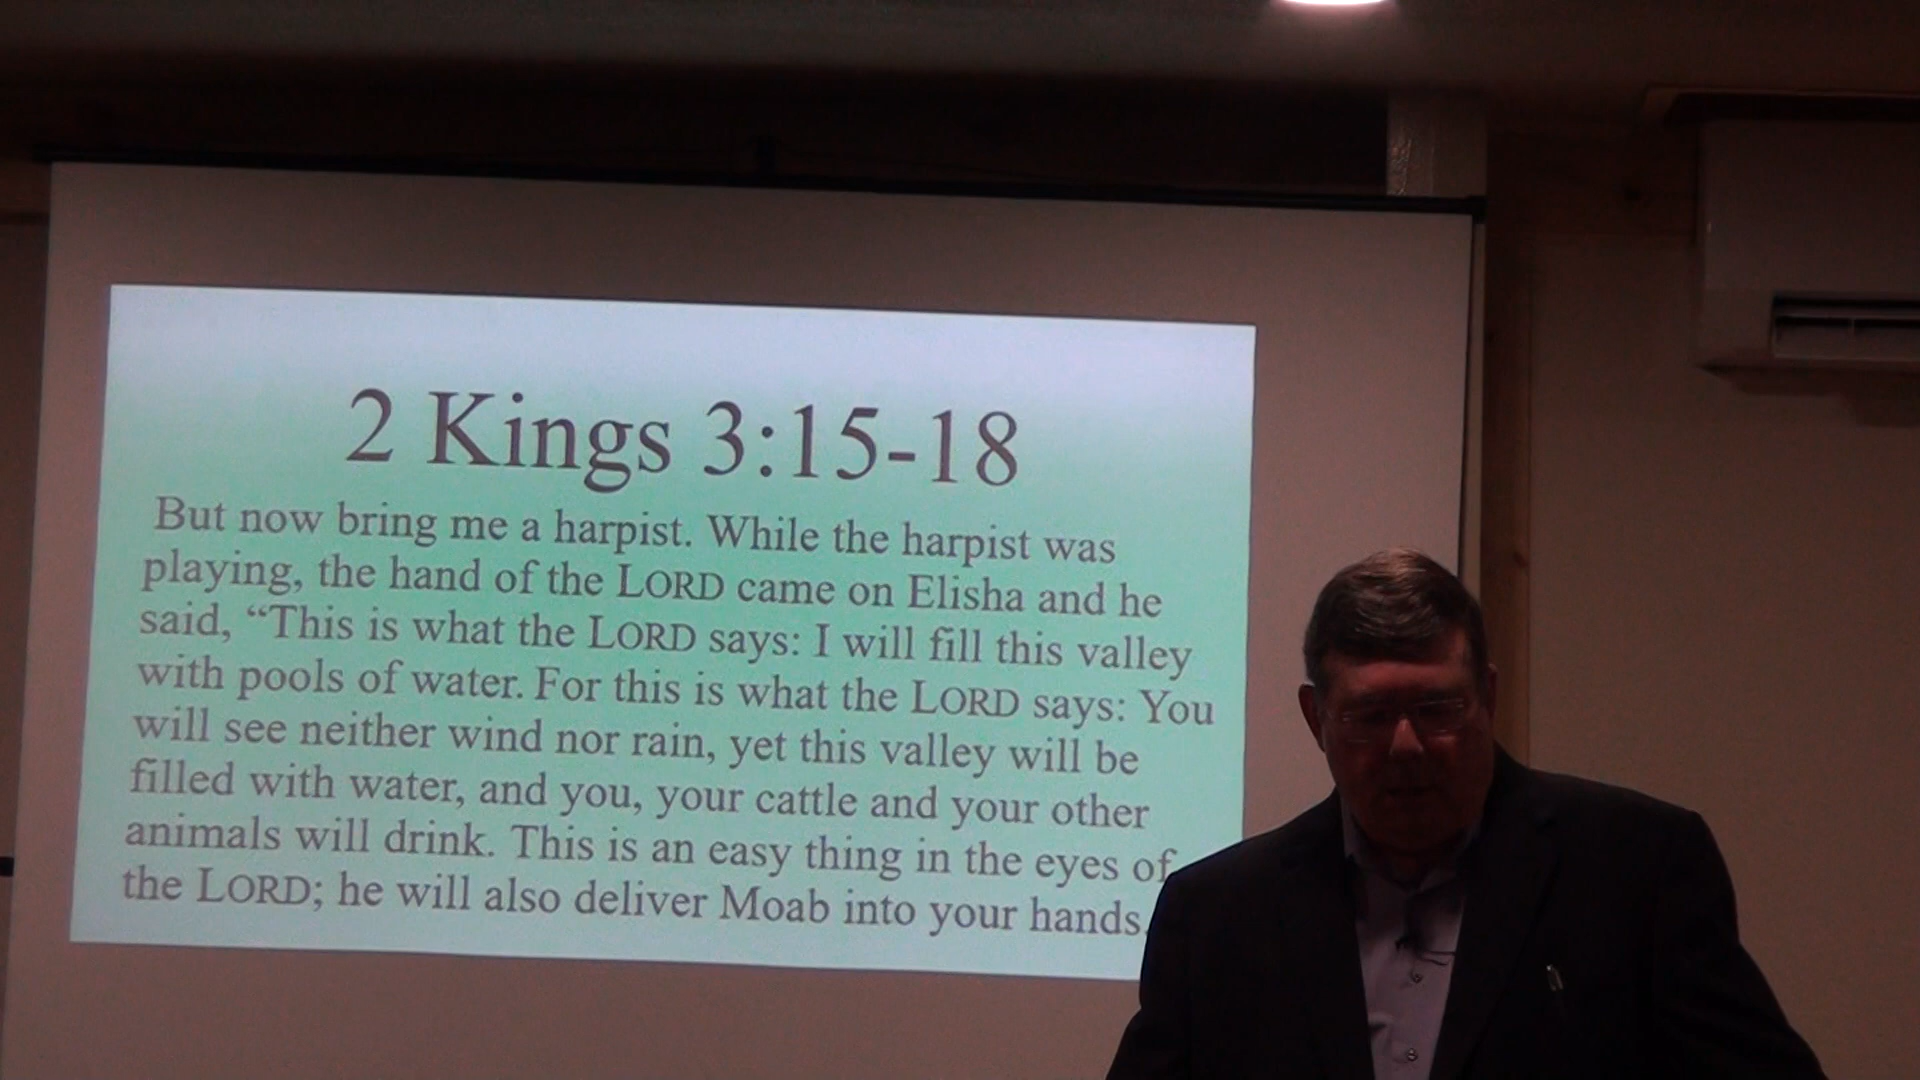 2 Kings 3:15-18
But now bring me a harpist. While the harpist was
playing, the hand of the LORD came on Elisha and he
said, “This is what the LORD says: I will fill this valley
with pools of water. For this is what the LORD says: You
will see neither wind nor rain, yet this valley will be
filled with water, and you, your cattle and your other
animals will drink. This is an easy thing in the eyes of
the LORD; he will also deliver Moab into your hands.